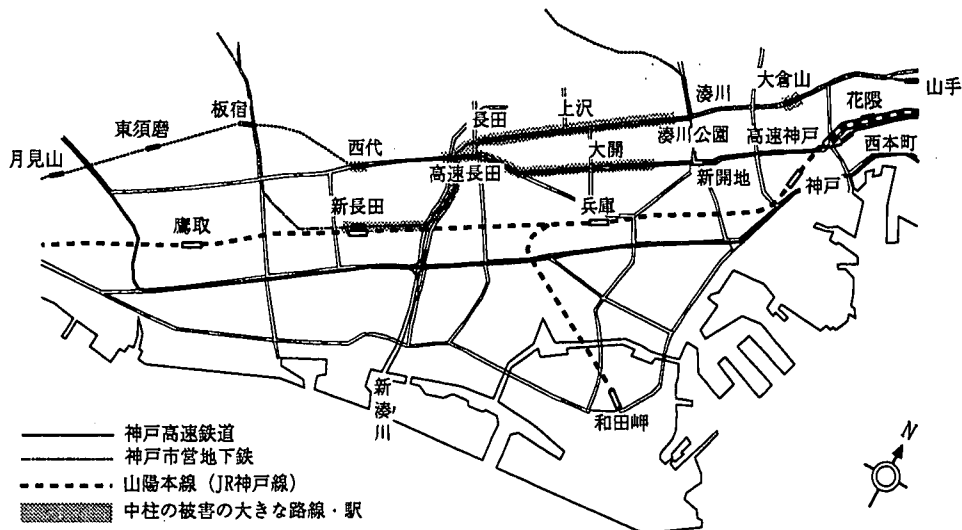 大倉山
山手
湊川
花隈
上沢
長田
板宿
湊川公園
高速神戸
東須磨
西本町
西代
大開
月見山
高速長田
新開地
神戸
兵庫
新長田
鷹取
新湊川
和田岬
N
神戸高速鉄道
神戸市営地下鉄
山陽本線（JR神戸線）
中柱の被害の大きな路線・駅